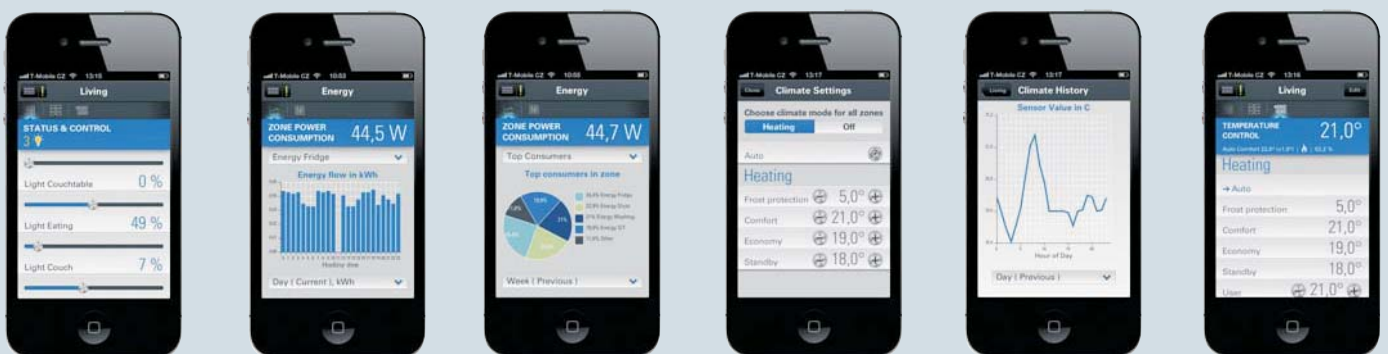 T-Mobile CZ 13:15
Living
STATUS & CONTROL
3
Light Couchtable 0 %
Light Eating 49 %
Light Couch 7 %
T-Mobile CZ 10:53
Energy
ZONE POWER
CONSUMPTION 44,5 W
Energy Fridge
Energy flow in kWh
Day ( Current ), kWh
T-Mobile CZ 10:55
Energy
ZONE POWER
CONSUMPTION 44,7 W
Top Consumers
Top consumers in zone
Energy Fridge
Energy Washing
Week ( Previous )
T-Mobile CZ 13:17
Close Climate Settings
Choose climate mode for all zones
Heating Off
Auto
Heating
Frost protection 5,0°
Comfort 21,0°
Economy 19,0°
Standby 18,0°
T-Mobile CZ 13:17
Living Climate History
Sensor Value in C
Hour of Day
Day ( Previous )
T-Mobile CZ 13:16
Living Edit
TEMPERATURE
CONTROL 21,0°
Heating
→ Auto
Frost protection 5,0°
Comfort 21,0°
Economy 19,0°
Standby 18,0°
User 21,0°